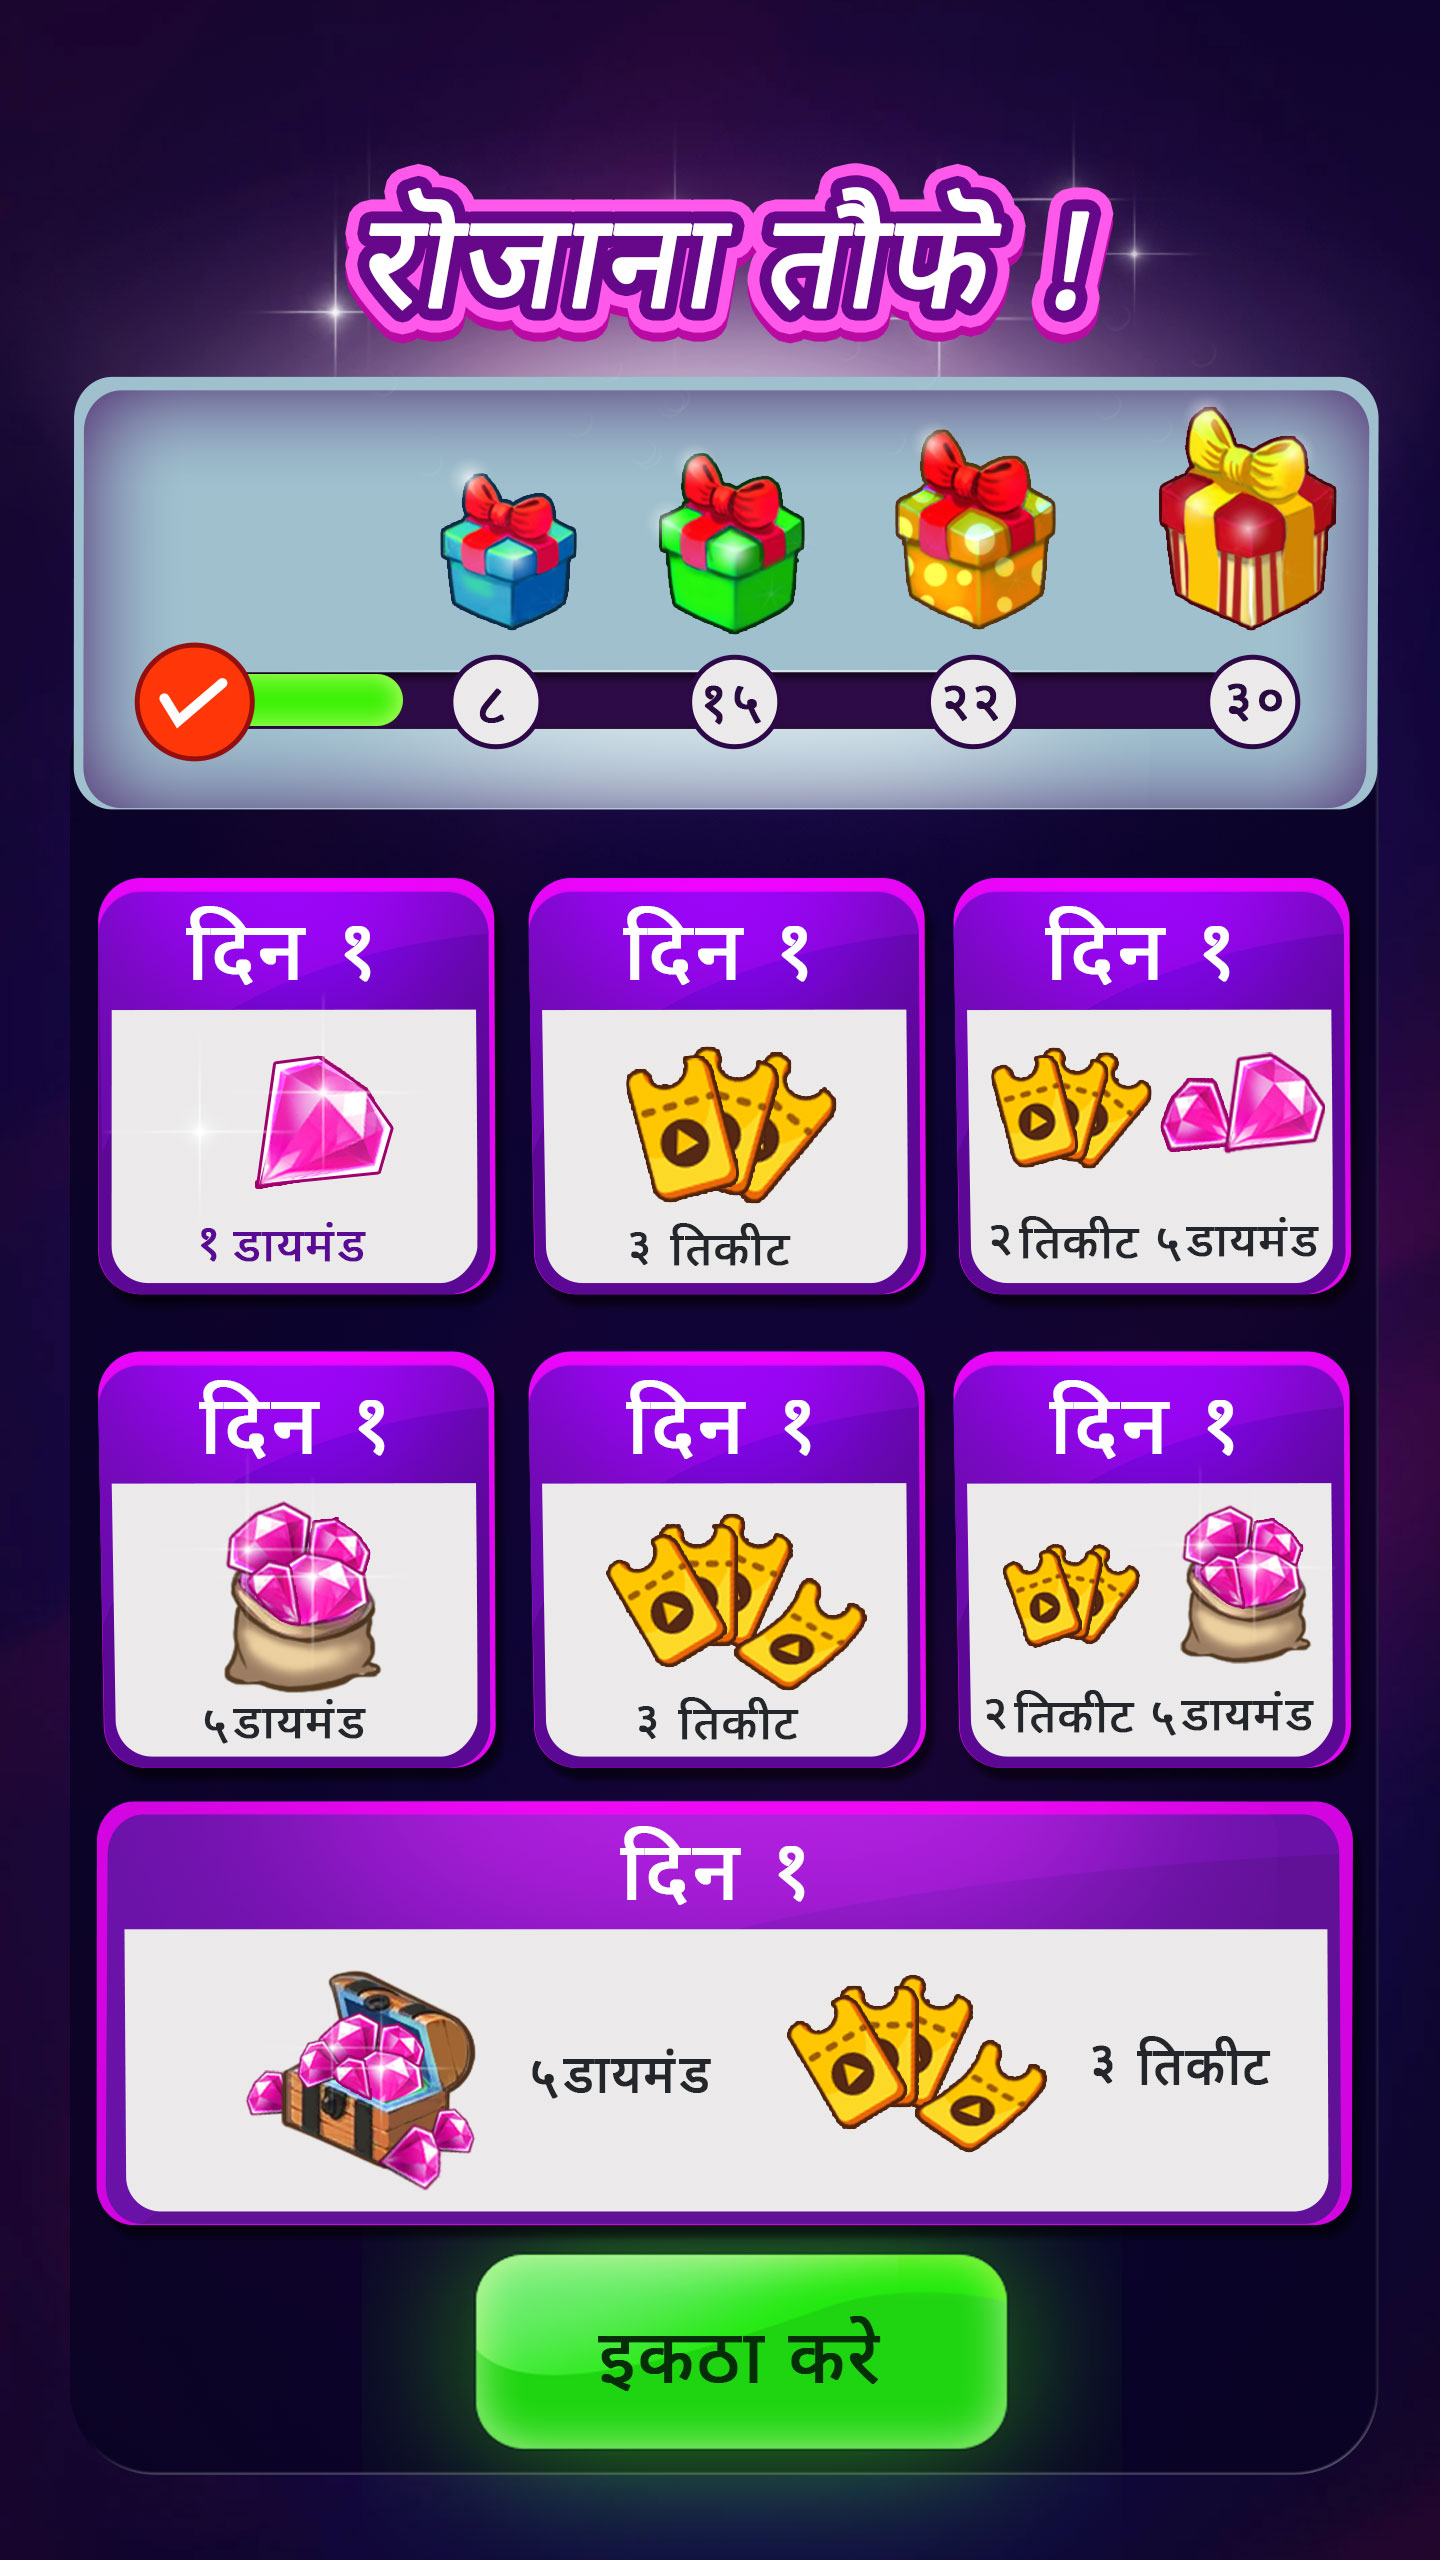 रोजाना तौफे !
८ १५ २२ ३०
दिन १
१ डायमंड
दिन १
३ तिकीट
दिन १
२ तिकीट ५ डायमंड
दिन १
५ डायमंड
दिन १
३ तिकीट
दिन १
२ तिकीट ५ डायमंड
दिन १
५ डायमंड ३ तिकीट
इकठा करे